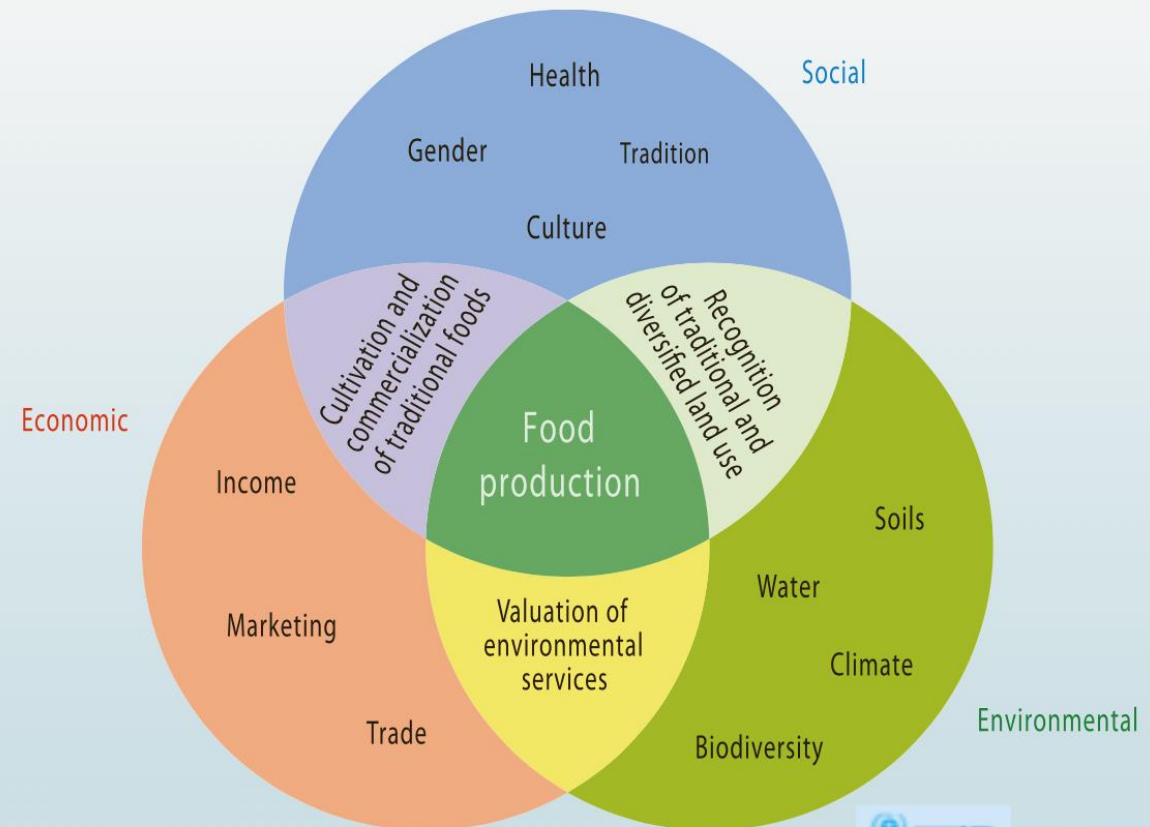 Health
Social
Gender
Tradition
Culture
Cultivation and
commercialization
of traditional foods
Recognition
of traditional and
diversified land use
Economic
Food
production
Income
Soils
Water
Valuation of
environmental
services
Marketing
Climate
Trade
Biodiversity
Environmental